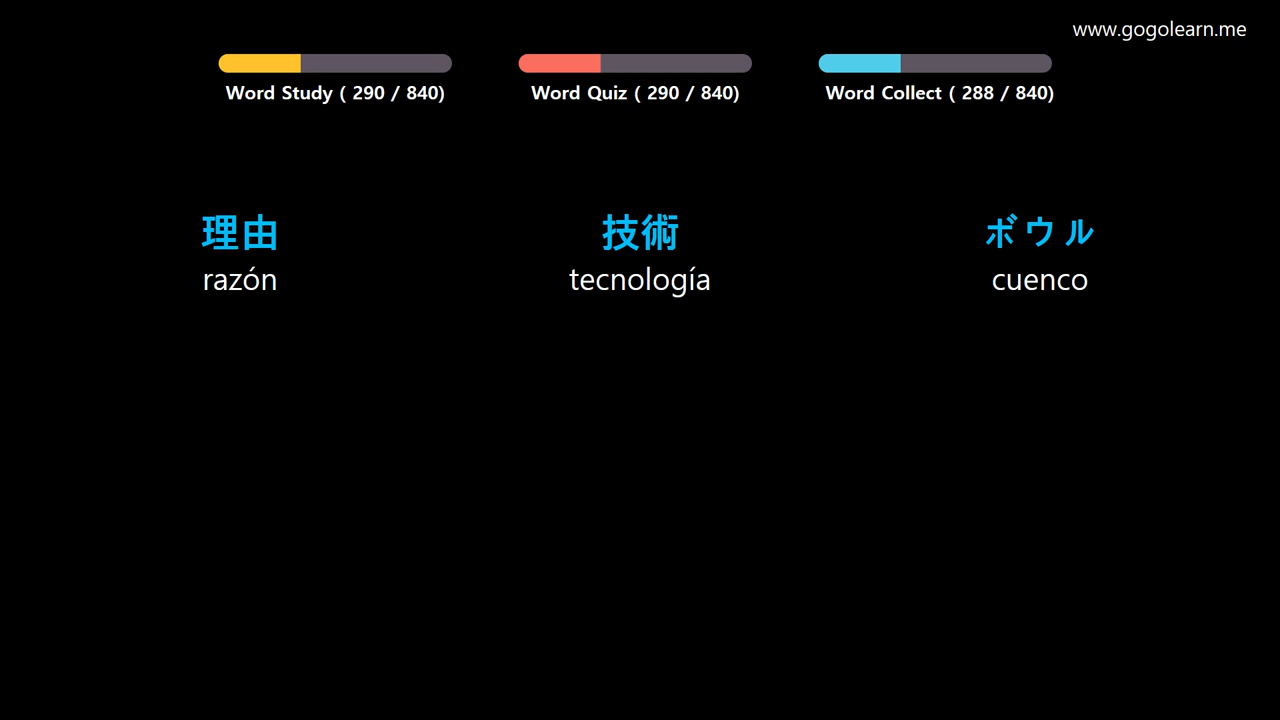 www.gogolearn.me
Word Study ( 290 / 840)
Word Quiz ( 290 / 840)
Word Collect ( 288 / 840)
理由
razón
技術
tecnología
ボウル
cuenco